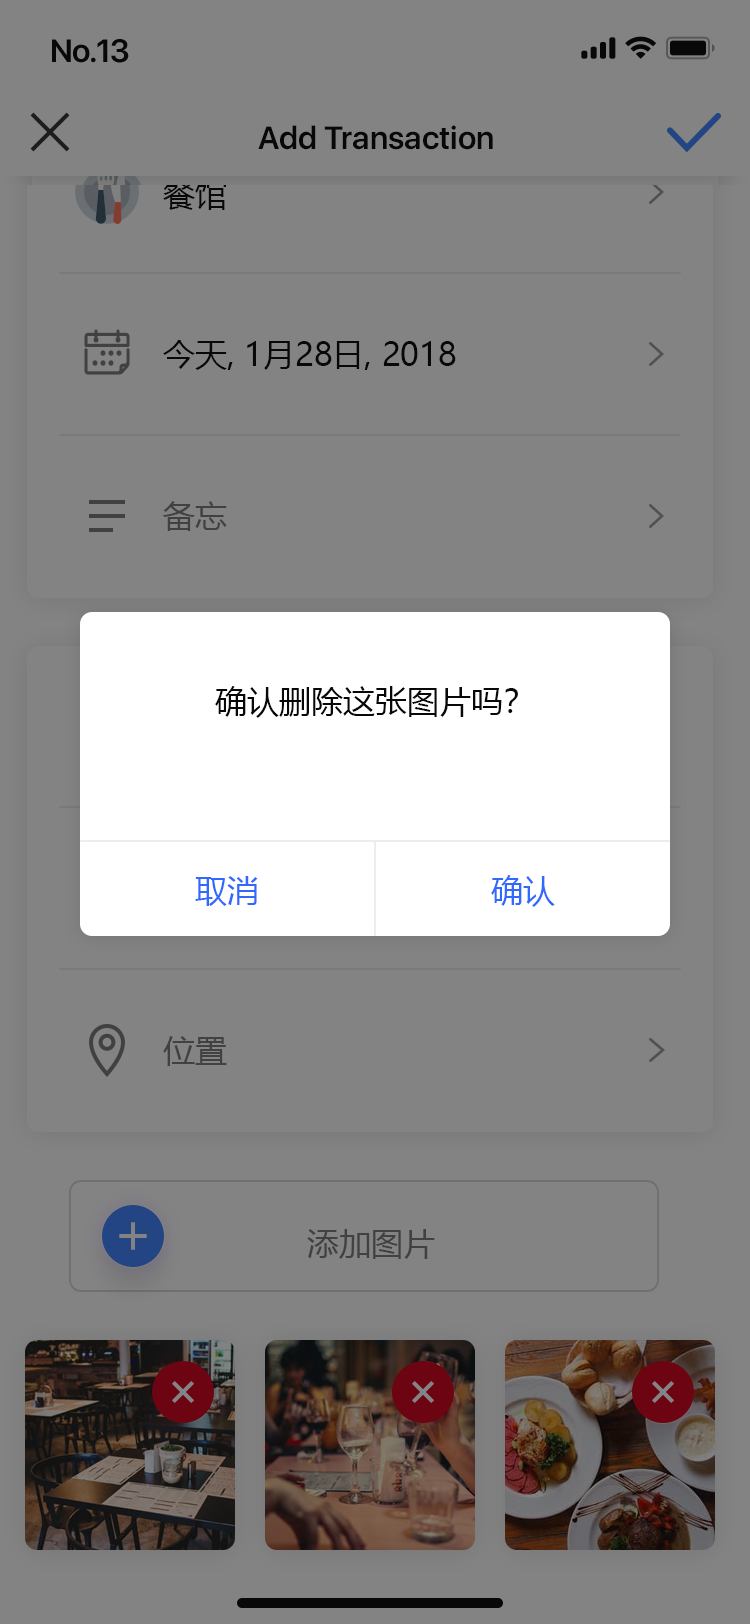 No.13
Add Transaction
餐馆
今天, 1月28日, 2018
备忘
确认删除这张图片吗?
取消
确认
位置
添加图片